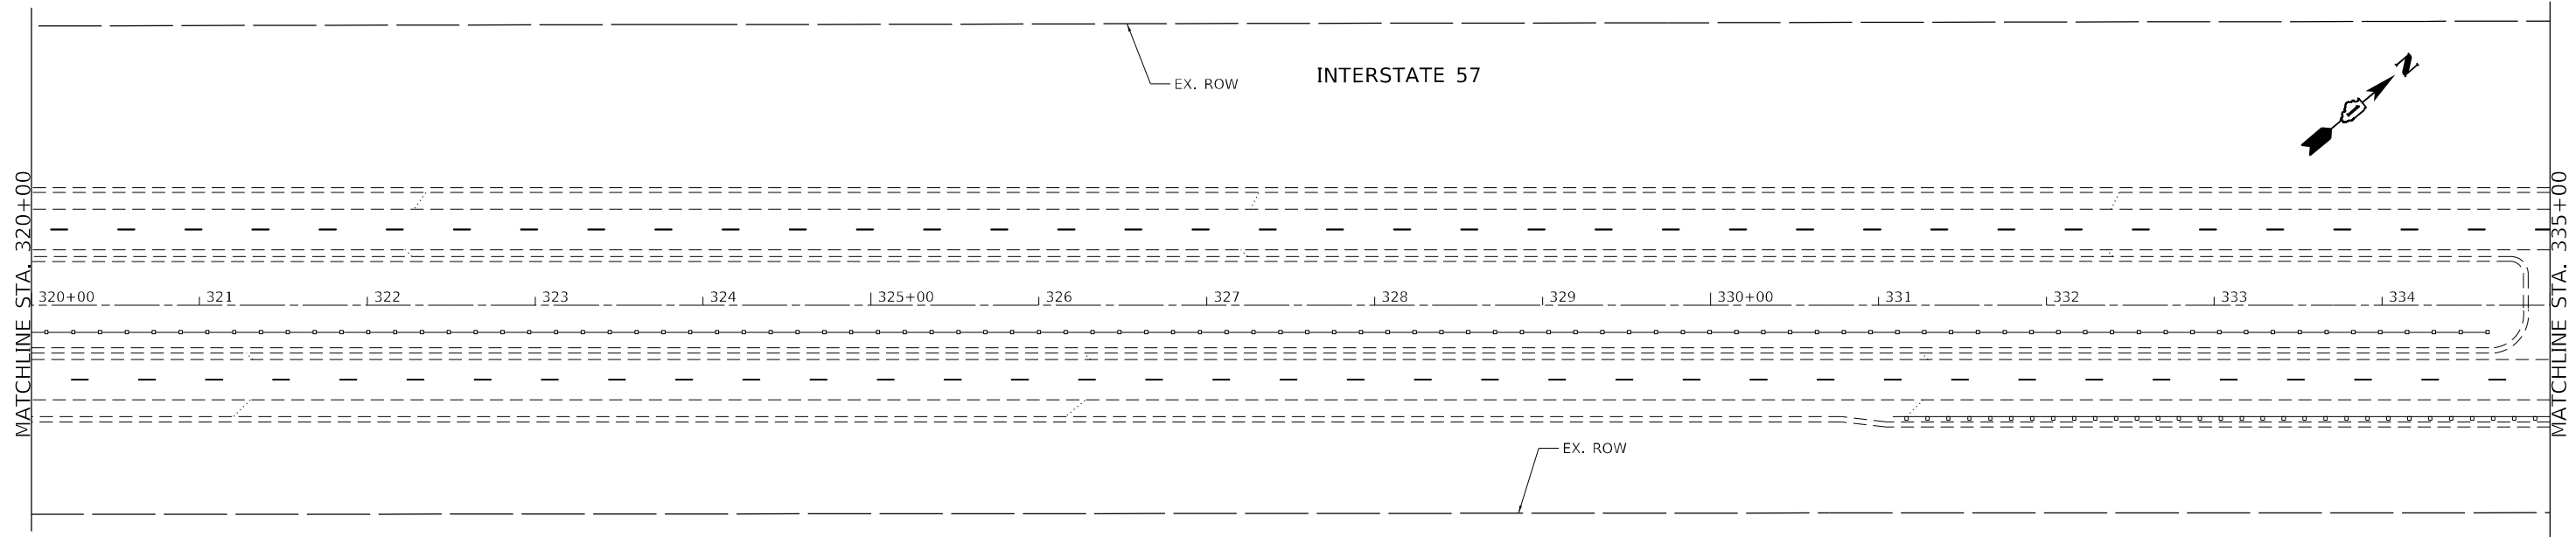 EX. ROW
INTERSTATE 57
N
MATCHLINE STA. 320+00
MATCHLINE STA. 335+00
320+00 321 322 323 324 325+00 326 327 328 329 330+00 331 332 333 334
EX. ROW